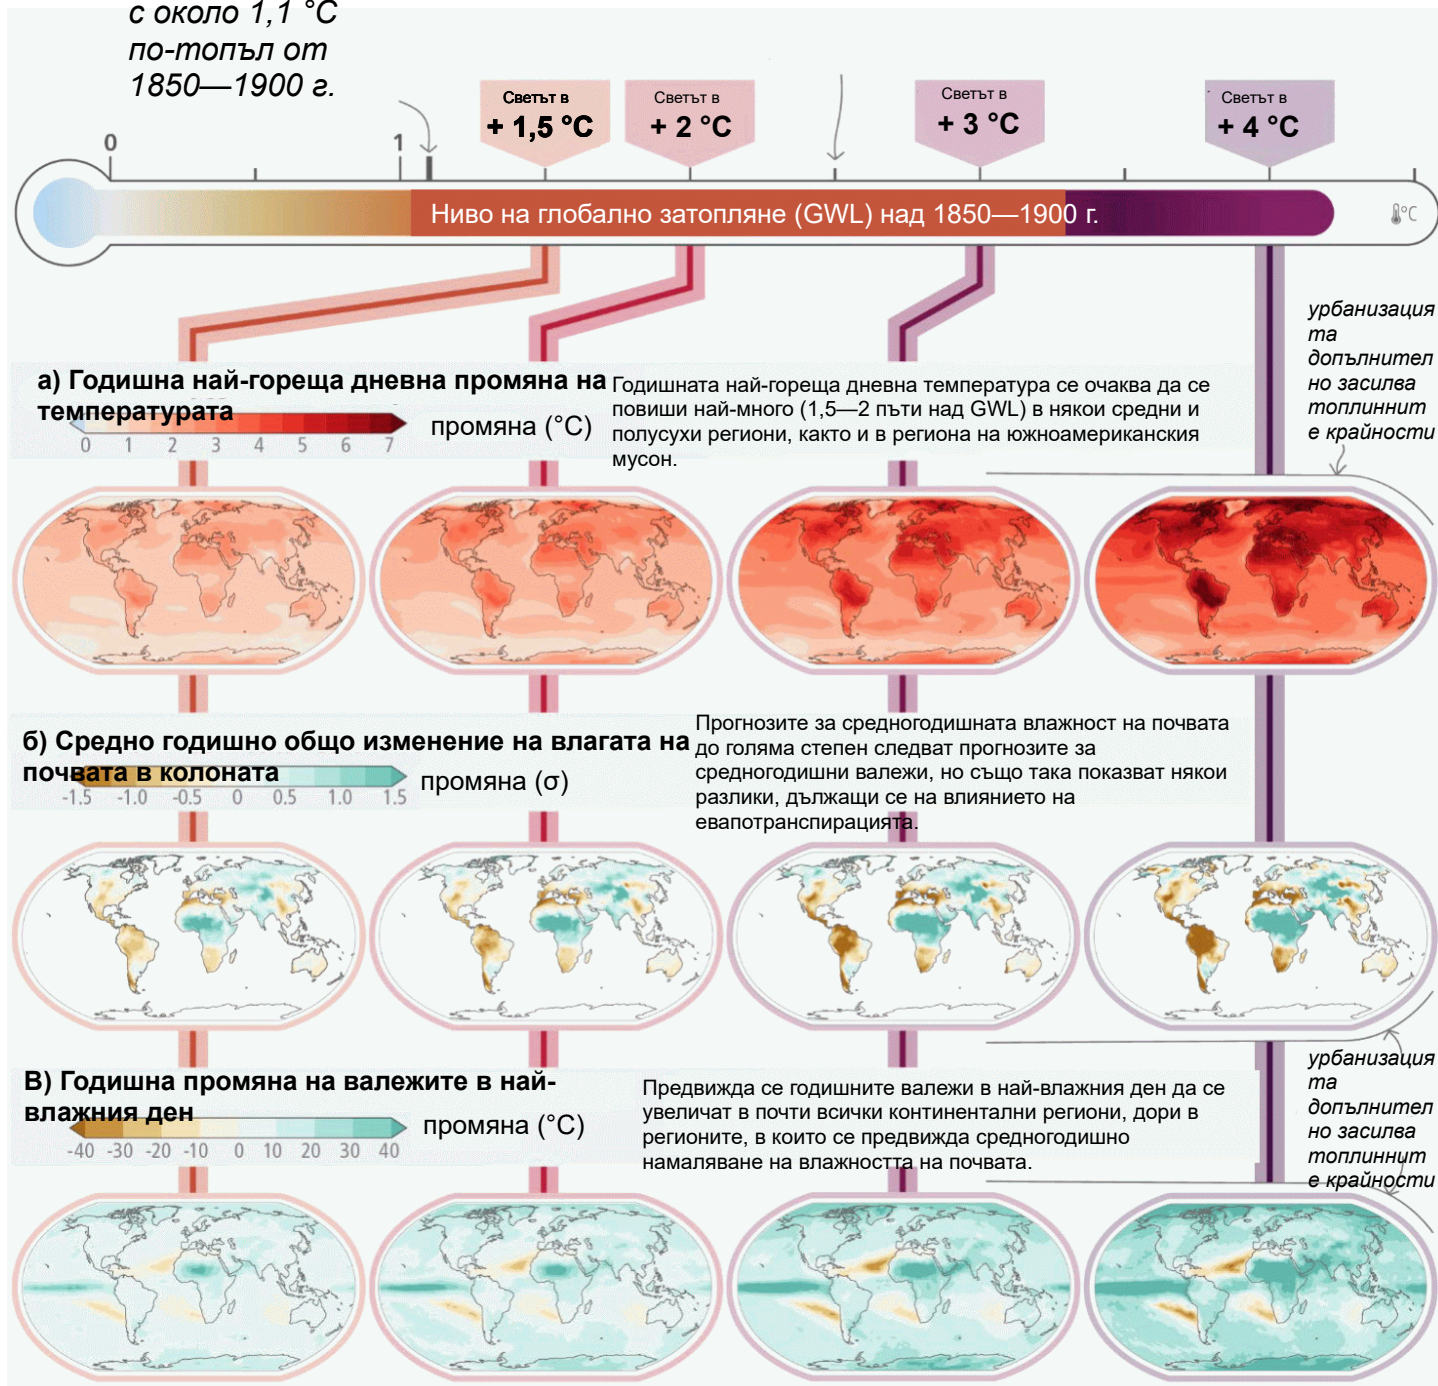 с около 1,1 °C
по-топъл от
1850—1900 г.
Светът в
+ 1,5 °C
Светът в
+ 2 °C
Светът в
+ 3 °C
Светът в
+ 4 °C
0
1
Ниво на глобално затопляне (GWL) над 1850—1900 г.
°C
урбанизация
та
допълнител
но засилва
топлиннит
е крайности
а) Годишна най-гореща дневна промяна на
температурата
промяна (°C)
0 1 2 3 4 5 6 7
Годишната най-гореща дневна температура се очаква да се
повиши най-много (1,5—2 пъти над GWL) в някои средни и
полусухи региони, както и в региона на южноамериканския
мусон.
б) Средно годишно общо изменение на влагата на
почвата в колоната
промяна (σ)
-1.5 -1.0 -0.5 0 0.5 1.0 1.5
Прогнозите за средногодишната влажност на почвата
до голяма степен следват прогнозите за
средногодишни валежи, но също така показват някои
разлики, дължащи се на влиянието на
евапотранспирацията.
В) Годишна промяна на валежите в най-
влажния ден
промяна (°C)
-40 -30 -20 -10 0 10 20 30 40
Предвижда се годишните валежи в най-влажния ден да се
увеличат в почти всички континентални региони, дори в
регионите, в които се предвижда средногодишно
намаляване на влажността на почвата.
урбанизация
та
допълнител
но засилва
топлиннит
е крайности